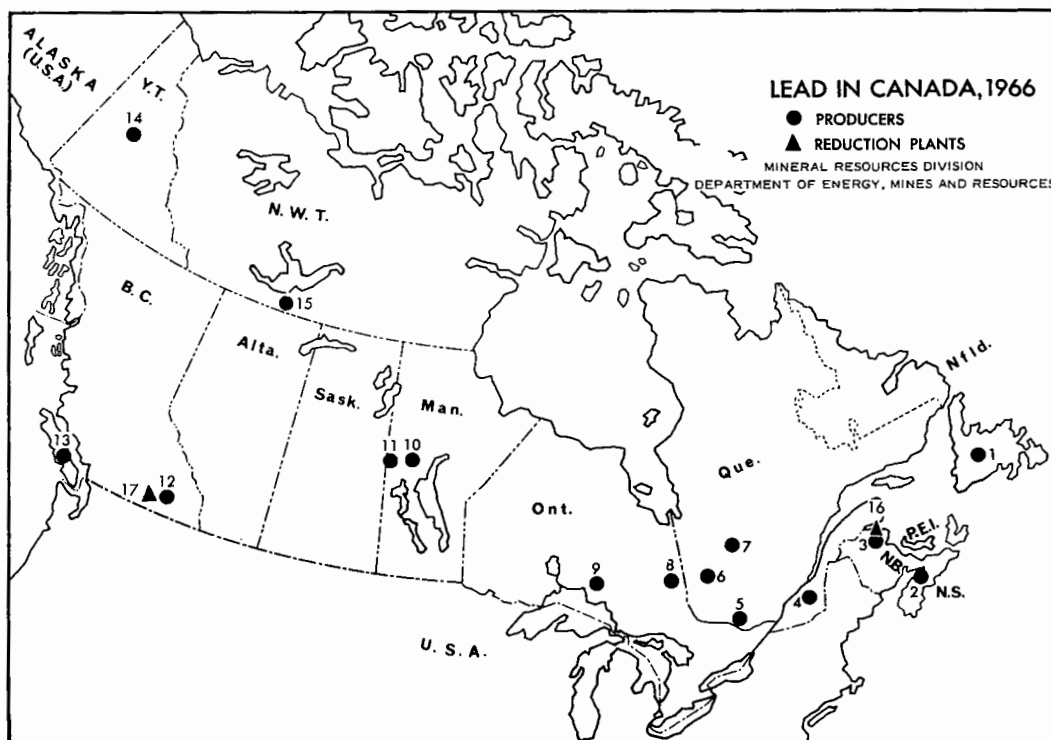 ALASKA
(U.S.A.)
Y.T.
14
LEAD IN CANADA, 1966
PRODUCERS
REDUCTION PLANTS
MINERAL RESOURCES DIVISION
DEPARTMENT OF ENERGY, MINES AND RESOURCES
N.W.T.
15
B.C.
Alta.
Sask.
Man.
Nfld.
13
17
12
11
10
Ont.
Que.
1
16
P.E.I.
3
N.B.
2
N.S.
7
6
8
9
5
4
U.S.A.